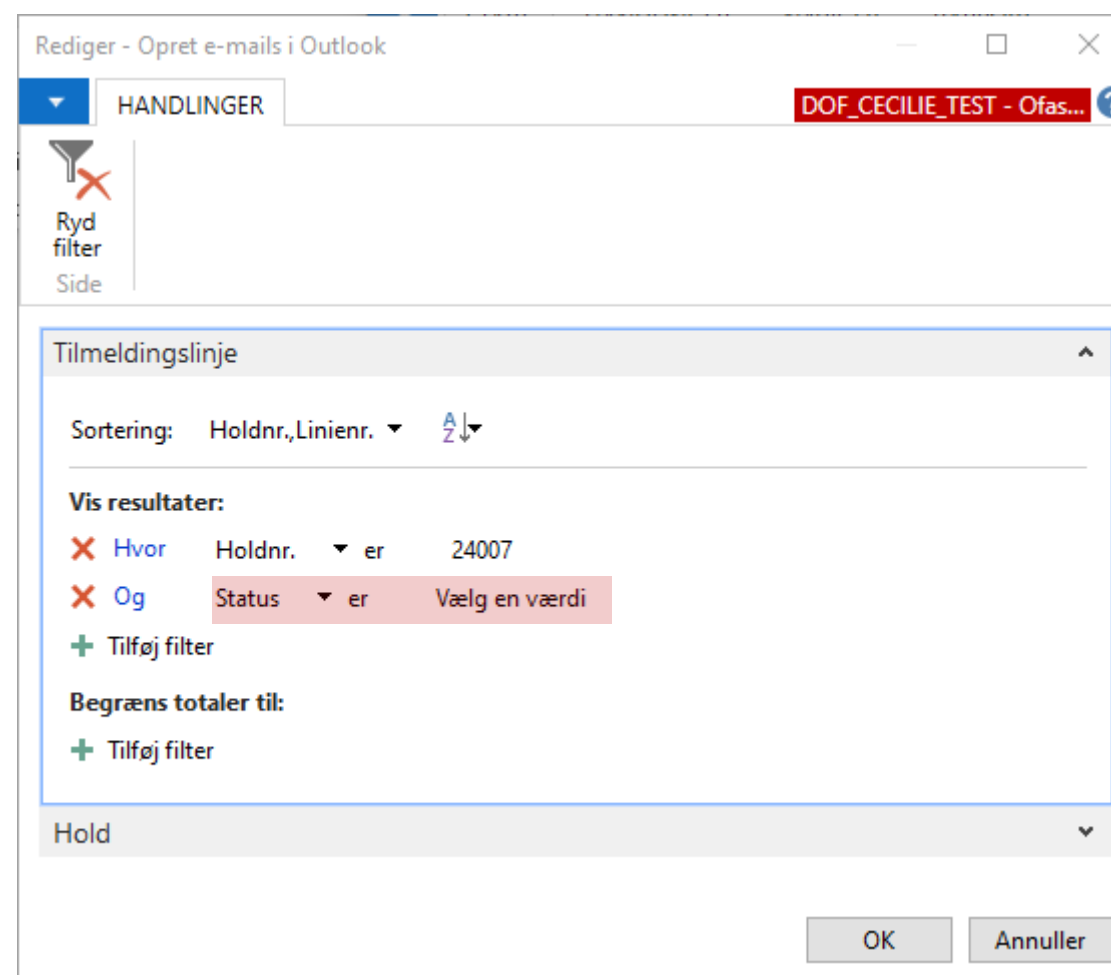 Rediger - Opret e-mails i Outlook
HANDLINGER
DOF_CECILIE_TEST - Ofas...
Ryd
filter
Side
Tilmeldingslinje
Sortering: Holdnr.,Linienr.
Vis resultater:
Hvor Holdnr. er 24007
Og Status er Vælg en værdi
Tilføj filter
Begræns totaler til:
Tilføj filter
Hold
OK Annuller